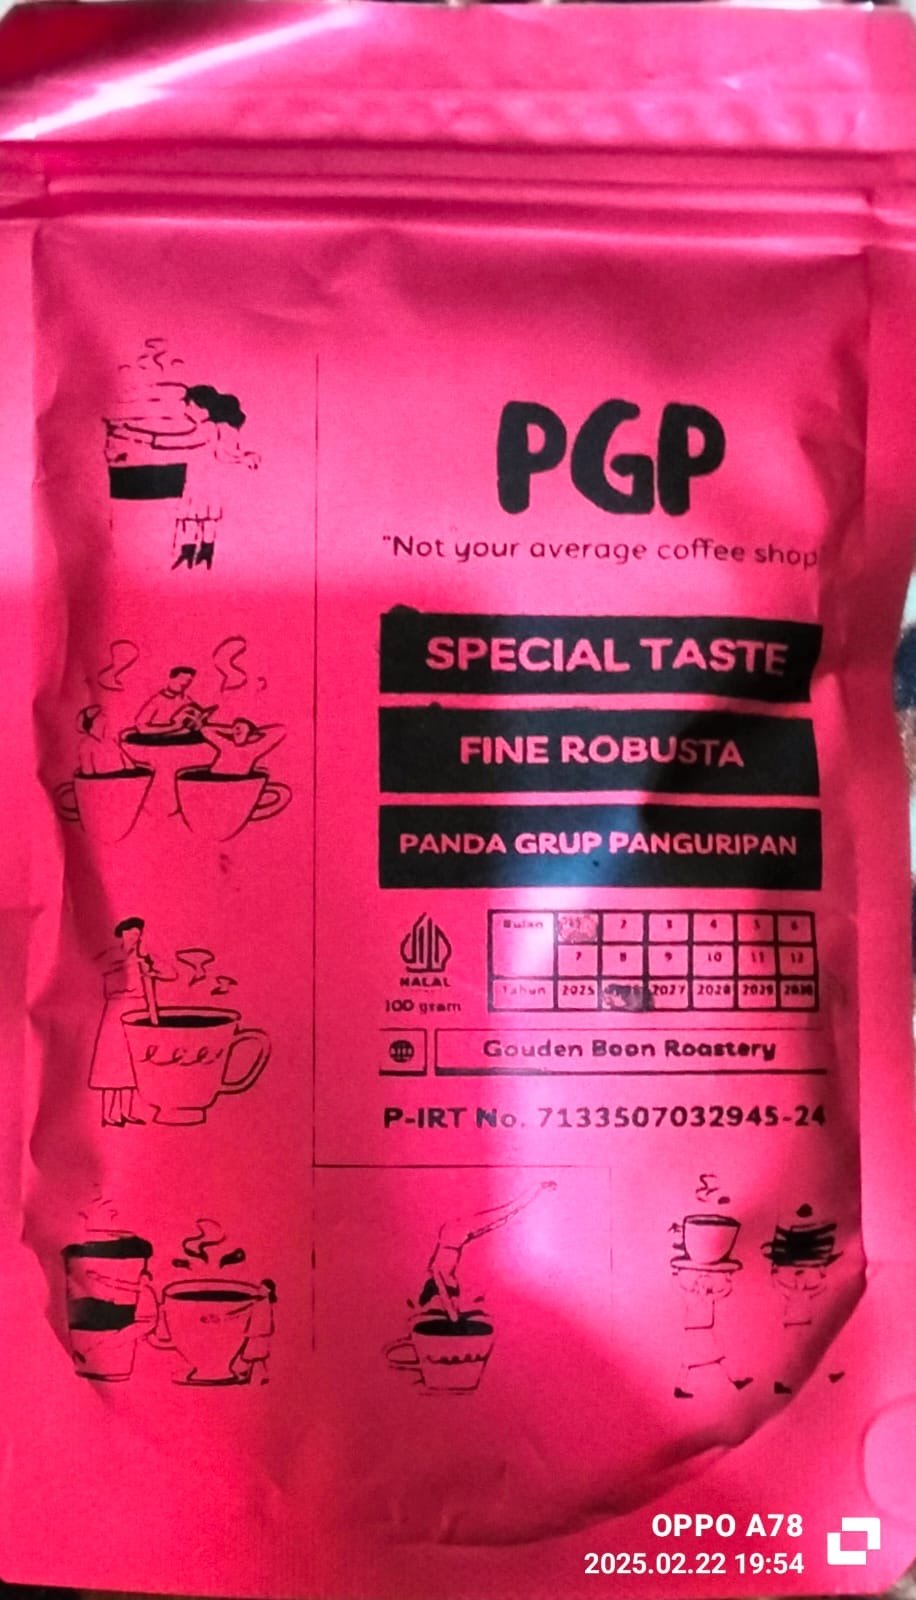 PGP
"Not your average coffee shop
SPECIAL TASTE
FINE ROBUSTA
PANDA GRUP PANGURIPAN
HALAL
100 gram
Bulan 2 3 4 5 6
7 8 9 10 11 12
Tahun 2025 2027 2028 2029 2030
Gouden Boon Roastery
P-IRT No. 7133507032945-24
OPPO A78
2025.02.22 19:54